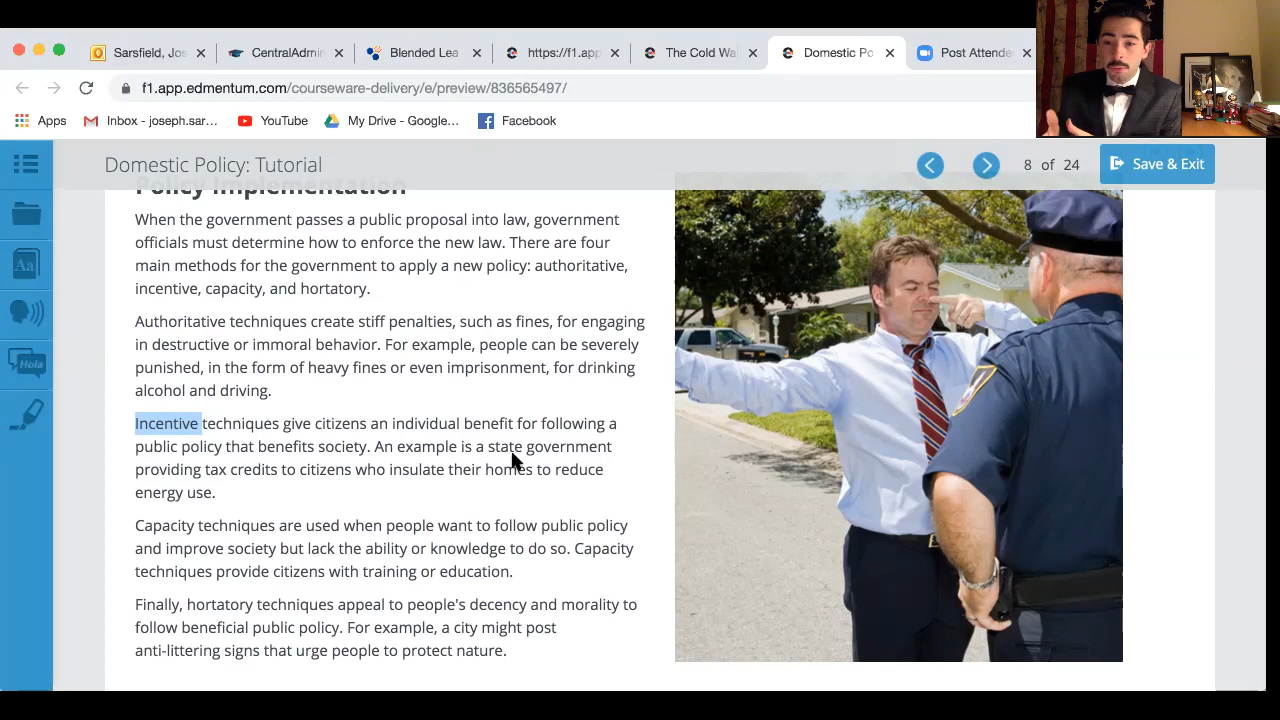 Sarsfield, Jos
CentralAdmi
Blended Lea
https://f1.app
The Cold Wa
Domestic Po
Post Attende
f1.app.edmentum.com/courseware-delivery/e/preview/836565497/
Apps
Inbox - joseph.sar...
YouTube
My Drive - Google...
Facebook
Domestic Policy: Tutorial
8 of 24
Save & Exit
Policy Implementation
When the government passes a public proposal into law, government
officials must determine how to enforce the new law. There are four
main methods for the government to apply a new policy: authoritative,
incentive, capacity, and hortatory.
Authoritative techniques create stiff penalties, such as fines, for engaging
in destructive or immoral behavior. For example, people can be severely
punished, in the form of heavy fines or even imprisonment, for drinking
alcohol and driving.
Incentive techniques give citizens an individual benefit for following a
public policy that benefits society. An example is a state government
providing tax credits to citizens who insulate their homes to reduce
energy use.
Capacity techniques are used when people want to follow public policy
and improve society but lack the ability or knowledge to do so. Capacity
techniques provide citizens with training or education.
Finally, hortatory techniques appeal to people's decency and morality to
follow beneficial public policy. For example, a city might post
anti-littering signs that urge people to protect nature.
Aa
Hola